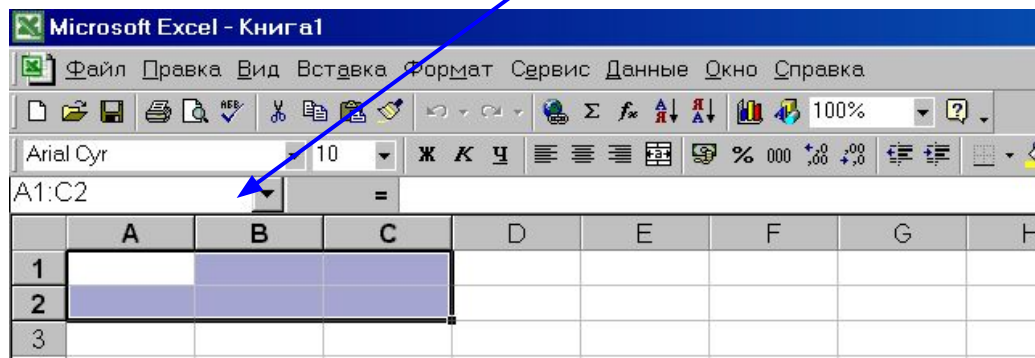 Microsoft Excel - Книга1
Файл Правка Вид Вставка Формат Сервис Данные Окно Справка
100%
Arial Cyr 10 Ж К Ч % 000
A1:C2 =
A B C D E F G H
1
2
3